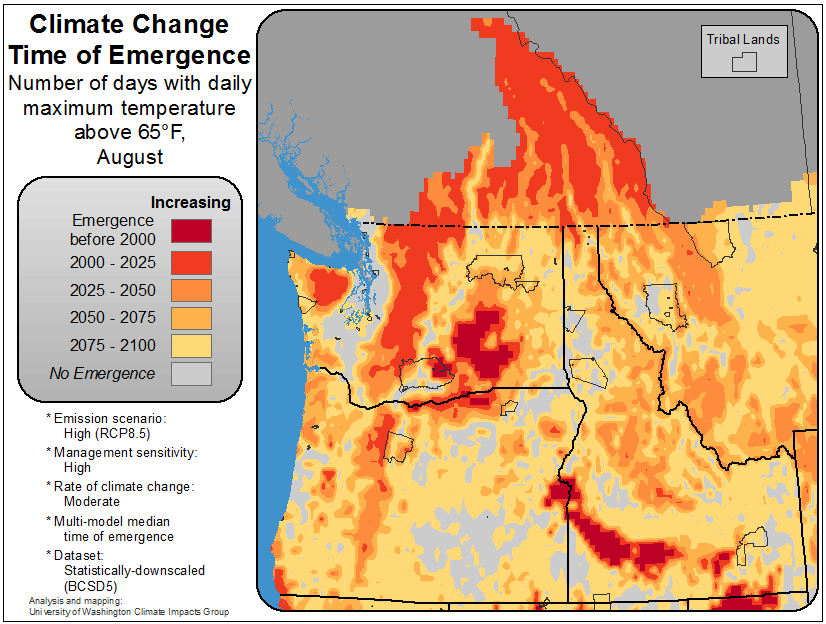 Climate Change
Time of Emergence
Number of days with daily
maximum temperature
above 65°F,
August
Increasing
Emergence
before 2000
2000 - 2025
2025 - 2050
2050 - 2075
2075 - 2100
No Emergence
* Emission scenario:
High (RCP8.5)
* Management sensitivity:
High
* Rate of climate change:
Moderate
* Multi-model median
time of emergence
* Dataset:
Statistically-downscaled
(BCSD5)
Analysis and mapping:
University of Washington Climate Impacts Group
Tribal Lands